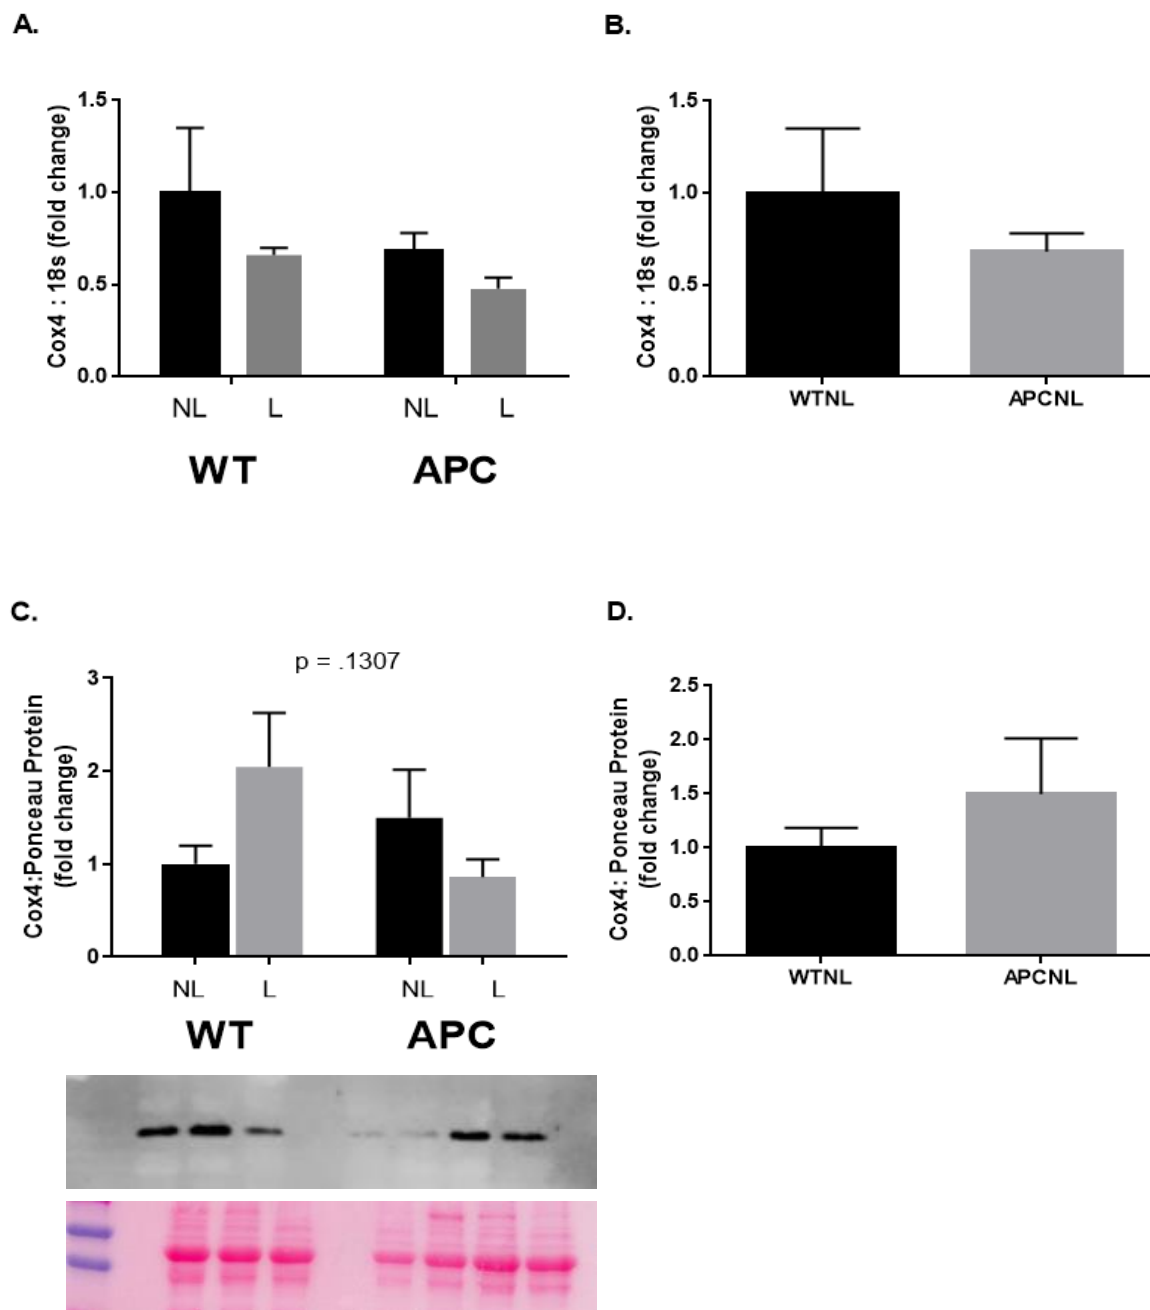 A.
Cox4 : 18s (fold change)
1.5
1.0
0.5
0.0
NL L NL L
WT APC
B.
Cox4 : 18s (fold change)
1.5
1.0
0.5
0.0
WTNL APCNL
C.
p = .1307
Cox4:Ponceau Protein
(fold change)
3
2
1
0
NL L NL L
WT APC
D.
Cox4: Ponceau Protein
(fold change)
2.5
2.0
1.5
1.0
0.5
0.0
WTNL APCNL